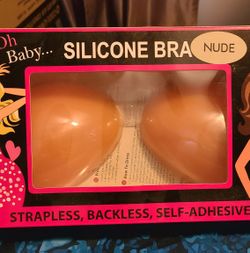 Oh
Baby...
SILICONE BRA
NUDE
STRAPLESS, BACKLESS, SELF-ADHESIVE